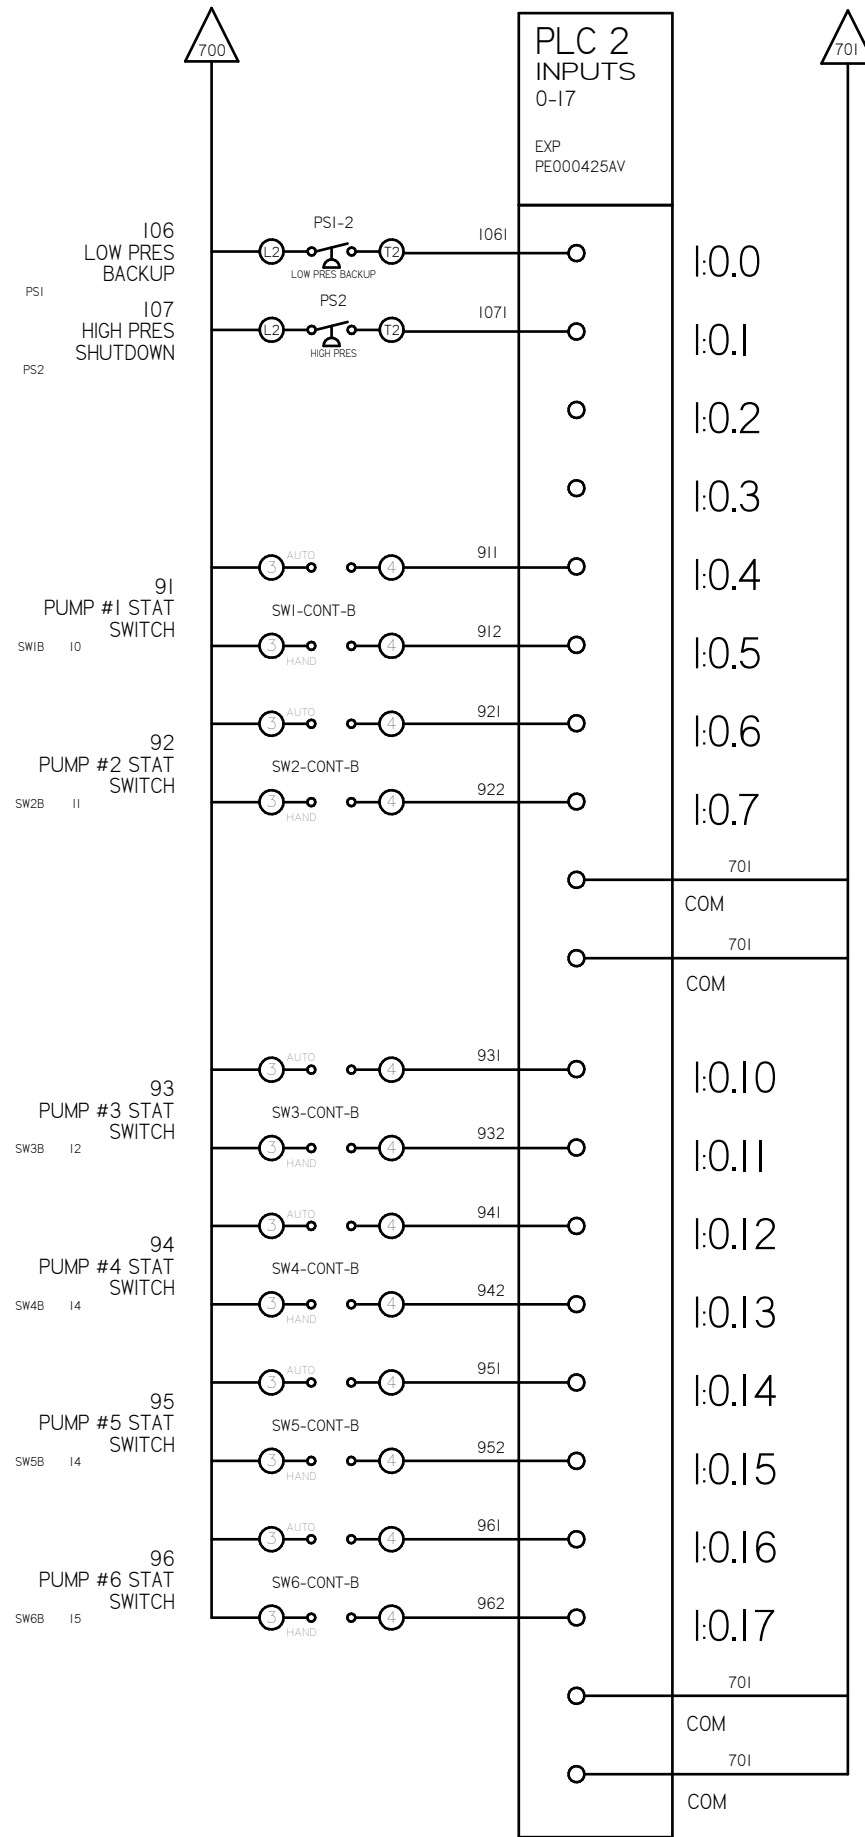 700
PLC 2
INPUTS
0-17
EXP
PE000425AV
701
106
LOW PRES
BACKUP
PS1
PS1-2
L2
T2
LOW PRES BACKUP
1061
I:0.0
107
HIGH PRES
SHUTDOWN
PS2
PS2
L2
T2
HIGH PRES
1071
I:0.1
I:0.2
I:0.3
91
PUMP #1 STAT
SWITCH
SW1B 10
3 AUTO 4 911
I:0.4
SW1-CONT-B
3 HAND 4 912
I:0.5
92
PUMP #2 STAT
SWITCH
SW2B 11
3 AUTO 4 921
I:0.6
SW2-CONT-B
3 HAND 4 922
I:0.7
701
COM
701
COM
93
PUMP #3 STAT
SWITCH
SW3B 12
3 AUTO 4 931
I:0.10
SW3-CONT-B
3 HAND 4 932
I:0.11
94
PUMP #4 STAT
SWITCH
SW4B 14
3 AUTO 4 941
I:0.12
SW4-CONT-B
3 HAND 4 942
I:0.13
95
PUMP #5 STAT
SWITCH
SW5B 14
3 AUTO 4 951
I:0.14
SW5-CONT-B
3 HAND 4 952
I:0.15
96
PUMP #6 STAT
SWITCH
SW6B 15
3 AUTO 4 961
I:0.16
SW6-CONT-B
3 HAND 4 962
I:0.17
701
COM
701
COM